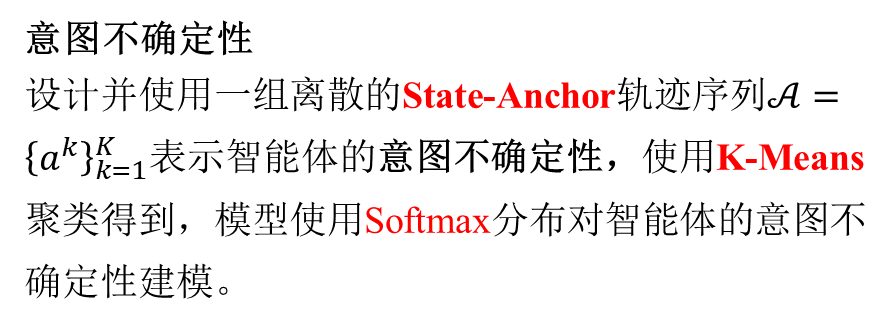 意图不确定性
设计并使用一组离散的State-Anchor轨迹序列𝒜 =
{a^k}_{k=1}^K表示智能体的意图不确定性，使用K-Means
聚类得到，模型使用Softmax分布对智能体的意图不
确定性建模。